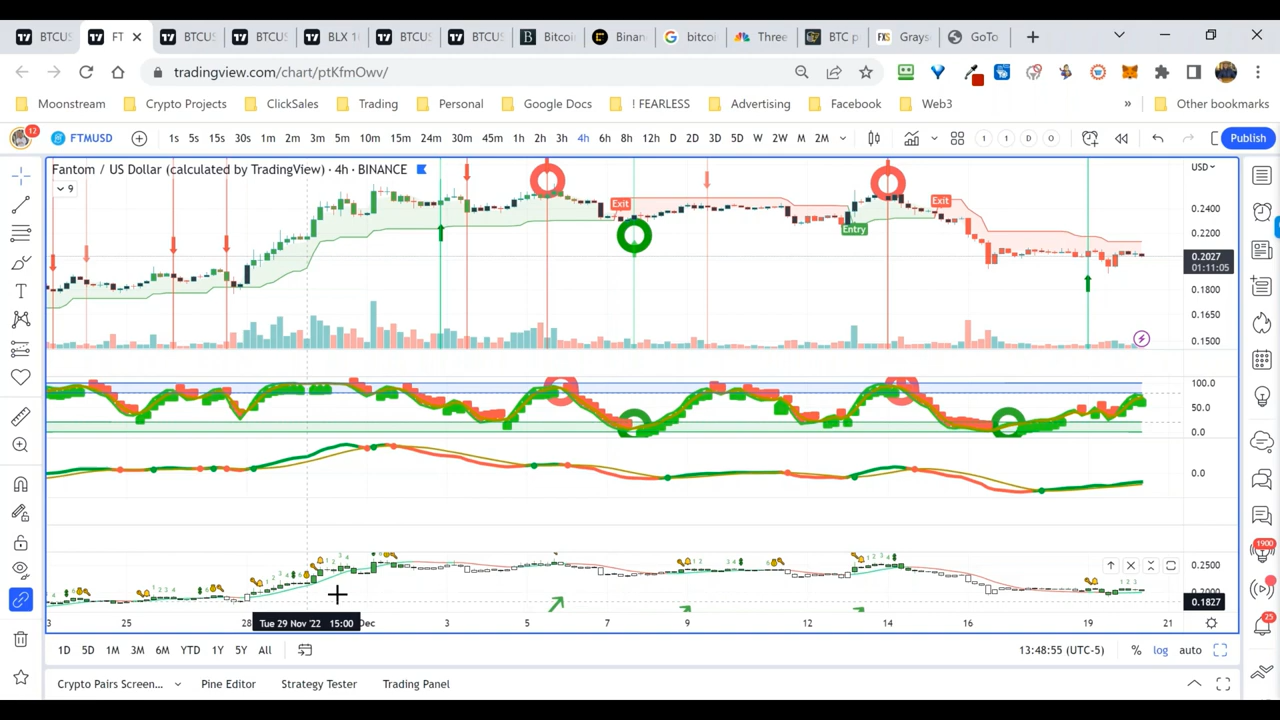 BTCUS FT BTCUS BTCUS BLX 1 BTCUS BTCUS Bitcoi Binan bitcoi Three BTC p Grays GoTo
tradingview.com/chart/ptKfmOwv/
Moonstream Crypto Projects ClickSales Trading Personal Google Docs ! FEARLESS Advertising Facebook Web3 » Other bookmarks
12 FTMUSD 1s 5s 15s 30s 1m 2m 3m 5m 10m 15m 24m 30m 45m 1h 2h 3h 4h 6h 8h 12h D 2D 3D 5D W 2W M 2M 1 1 D O Publish
Fantom / US Dollar (calculated by TradingView) · 4h · BINANCE USD
9
Exit Exit 0.2400
Entry 0.2200
0.2027
01:11:05
0.1800
0.1650
0.1500
100.0
50.0
0.0
0.0
0.2500
0.1827
1900
25
3 25 28 Tue 29 Nov '22 15:00 Dec 3 5 7 9 12 14 16 19 21
1D 5D 1M 3M 6M YTD 1Y 5Y All 13:48:55 (UTC-5) % log auto
Crypto Pairs Screen... Pine Editor Strategy Tester Trading Panel